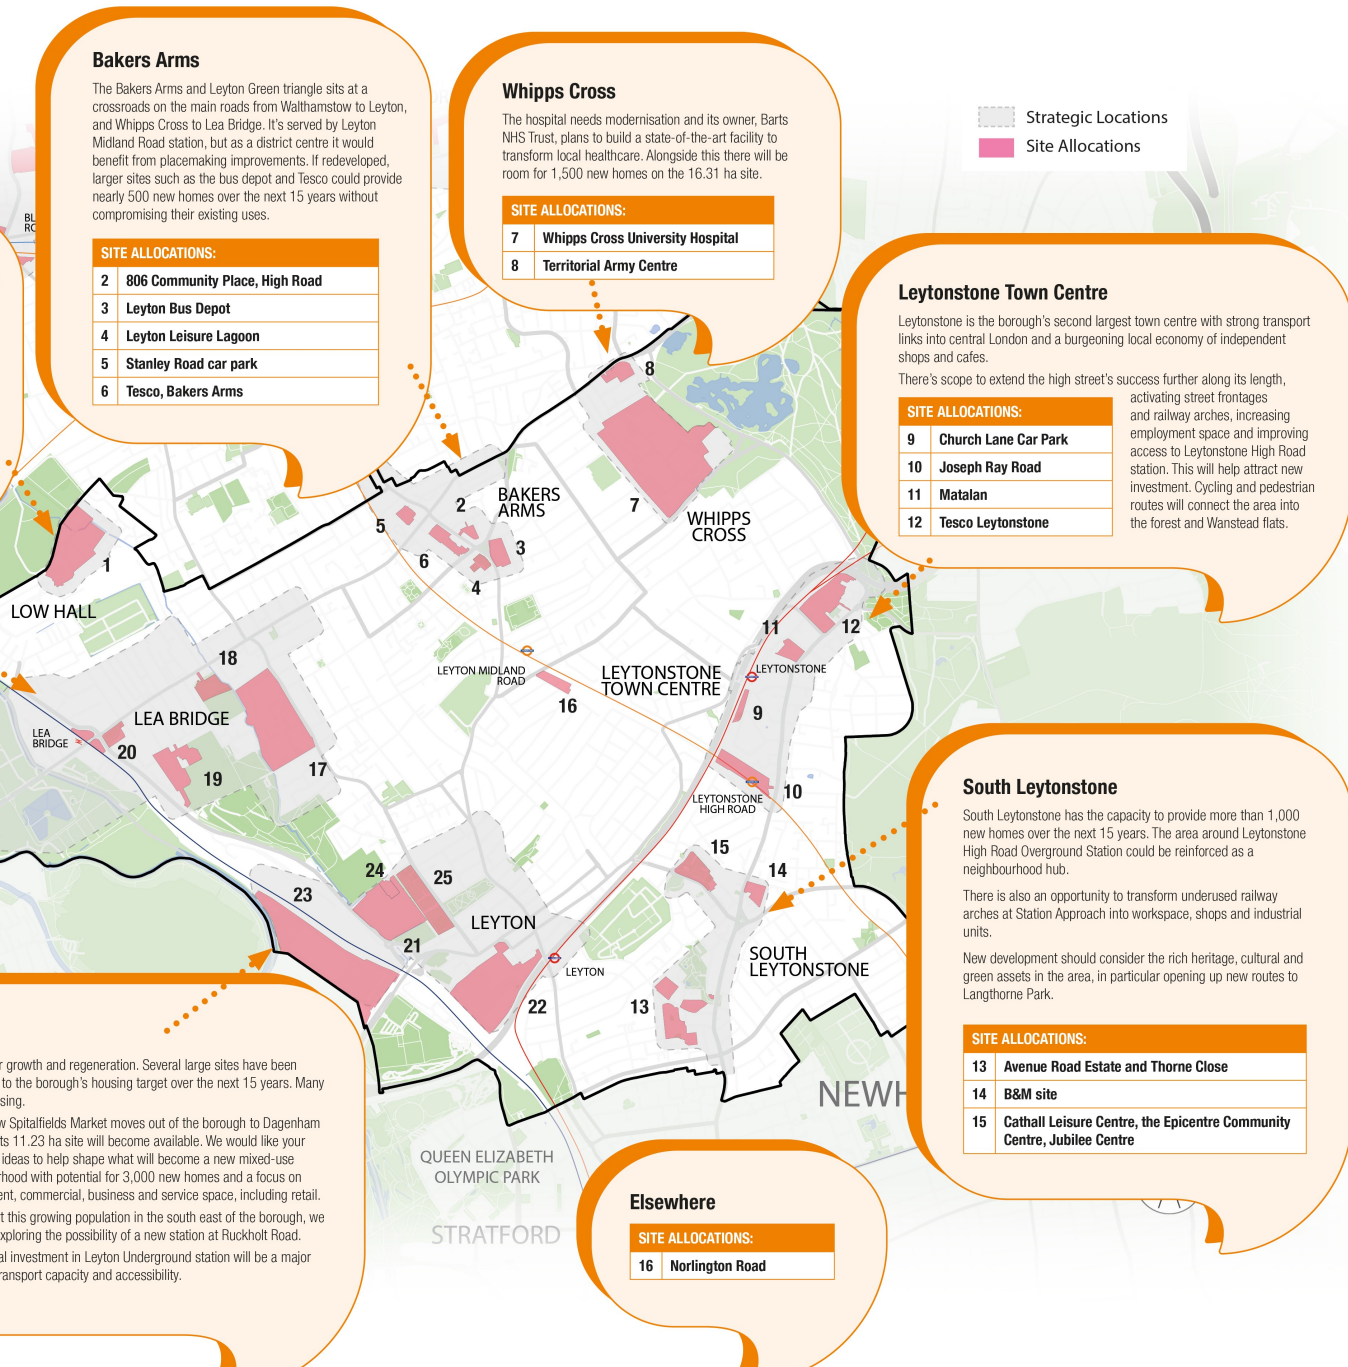 Bakers Arms
The Bakers Arms and Leyton Green triangle sits at a
crossroads on the main roads from Walthamstow to Leyton,
and Whipps Cross to Lea Bridge. It's served by Leyton
Midland Road station, but as a district centre it would
benefit from placemaking improvements. If redeveloped,
larger sites such as the bus depot and Tesco could provide
nearly 500 new homes over the next 15 years without
compromising their existing uses.
SITE ALLOCATIONS:
2 806 Community Place, High Road
3 Leyton Bus Depot
4 Leyton Leisure Lagoon
5 Stanley Road car park
6 Tesco, Bakers Arms
Whipps Cross
The hospital needs modernisation and its owner, Barts
NHS Trust, plans to build a state-of-the-art facility to
transform local healthcare. Alongside this there will be
room for 1,500 new homes on the 16.31 ha site.
SITE ALLOCATIONS:
7 Whipps Cross University Hospital
8 Territorial Army Centre
Strategic Locations
Site Allocations
Leytonstone Town Centre
Leytonstone is the borough's second largest town centre with strong transport
links into central London and a burgeoning local economy of independent
shops and cafes.
There's scope to extend the high street's success further along its length,
activating street frontages
and railway arches, increasing
employment space and improving
access to Leytonstone High Road
station. This will help attract new
investment. Cycling and pedestrian
routes will connect the area into
the forest and Wanstead flats.
SITE ALLOCATIONS:
9 Church Lane Car Park
10 Joseph Ray Road
11 Matalan
12 Tesco Leytonstone
BL
RO
8
2
BAKERS
ARMS
5
7
WHIPPS
CROSS
3
6
4
1
LOW HALL
11
12
18
LEYTON MIDLAND
ROAD
LEYTONSTONE
TOWN CENTRE
LEYTONSTONE
16
9
LEA BRIDGE
LEA
BRIDGE
20
19
17
10
LEYTONSTONE
HIGH ROAD
15
14
24
25
23
LEYTON
21
LEYTON
SOUTH
LEYTONSTONE
22
13
NEWH
QUEEN ELIZABETH
OLYMPIC PARK
STRATFORD
South Leytonstone
South Leytonstone has the capacity to provide more than 1,000
new homes over the next 15 years. The area around Leytonstone
High Road Overground Station could be reinforced as a
neighbourhood hub.
There is also an opportunity to transform underused railway
arches at Station Approach into workspace, shops and industrial
units.
New development should consider the rich heritage, cultural and
green assets in the area, in particular opening up new routes to
Langthorne Park.
SITE ALLOCATIONS:
13 Avenue Road Estate and Thorne Close
14 B&M site
15 Cathall Leisure Centre, the Epicentre Community
Centre, Jubilee Centre
r growth and regeneration. Several large sites have been
to the borough's housing target over the next 15 years. Many
sing.
w Spitalfields Market moves out of the borough to Dagenham
ts 11.23 ha site will become available. We would like your
ideas to help shape what will become a new mixed-use
rhood with potential for 3,000 new homes and a focus on
ent, commercial, business and service space, including retail.
t this growing population in the south east of the borough, we
xploring the possibility of a new station at Ruckholt Road.
al investment in Leyton Underground station will be a major
ransport capacity and accessibility.
Elsewhere
SITE ALLOCATIONS:
16 Norlington Road